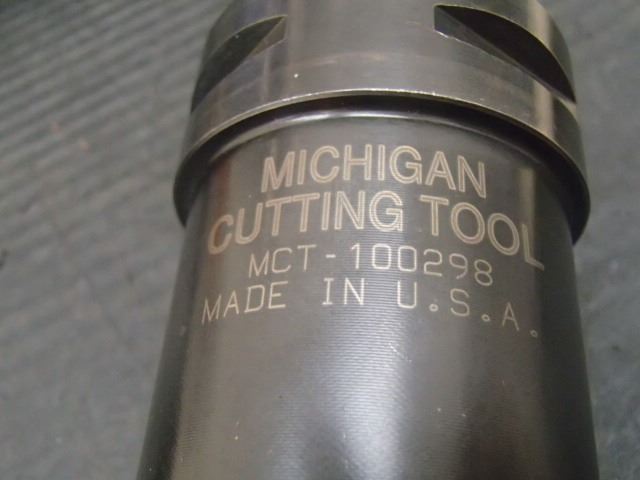 MICHIGAN
CUTTING TOOL
MCT-100298
MADE IN U.S.A.